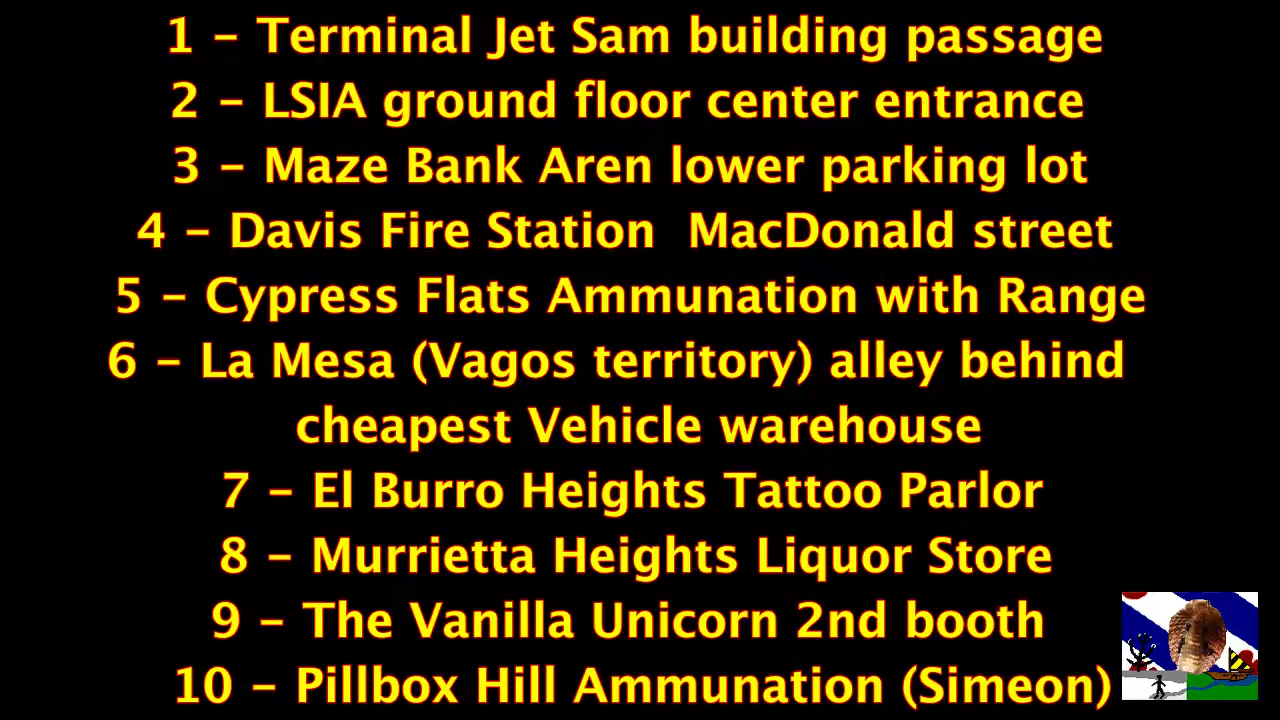 1 – Terminal Jet Sam building passage
2 – LSIA ground floor center entrance
3 – Maze Bank Aren lower parking lot
4 – Davis Fire Station  MacDonald street
5 – Cypress Flats Ammunation with Range
6 – La Mesa (Vagos territory) alley behind
cheapest Vehicle warehouse
7 – El Burro Heights Tattoo Parlor
8 – Murrietta Heights Liquor Store
9 – The Vanilla Unicorn 2nd booth
10 – Pillbox Hill Ammunation (Simeon)